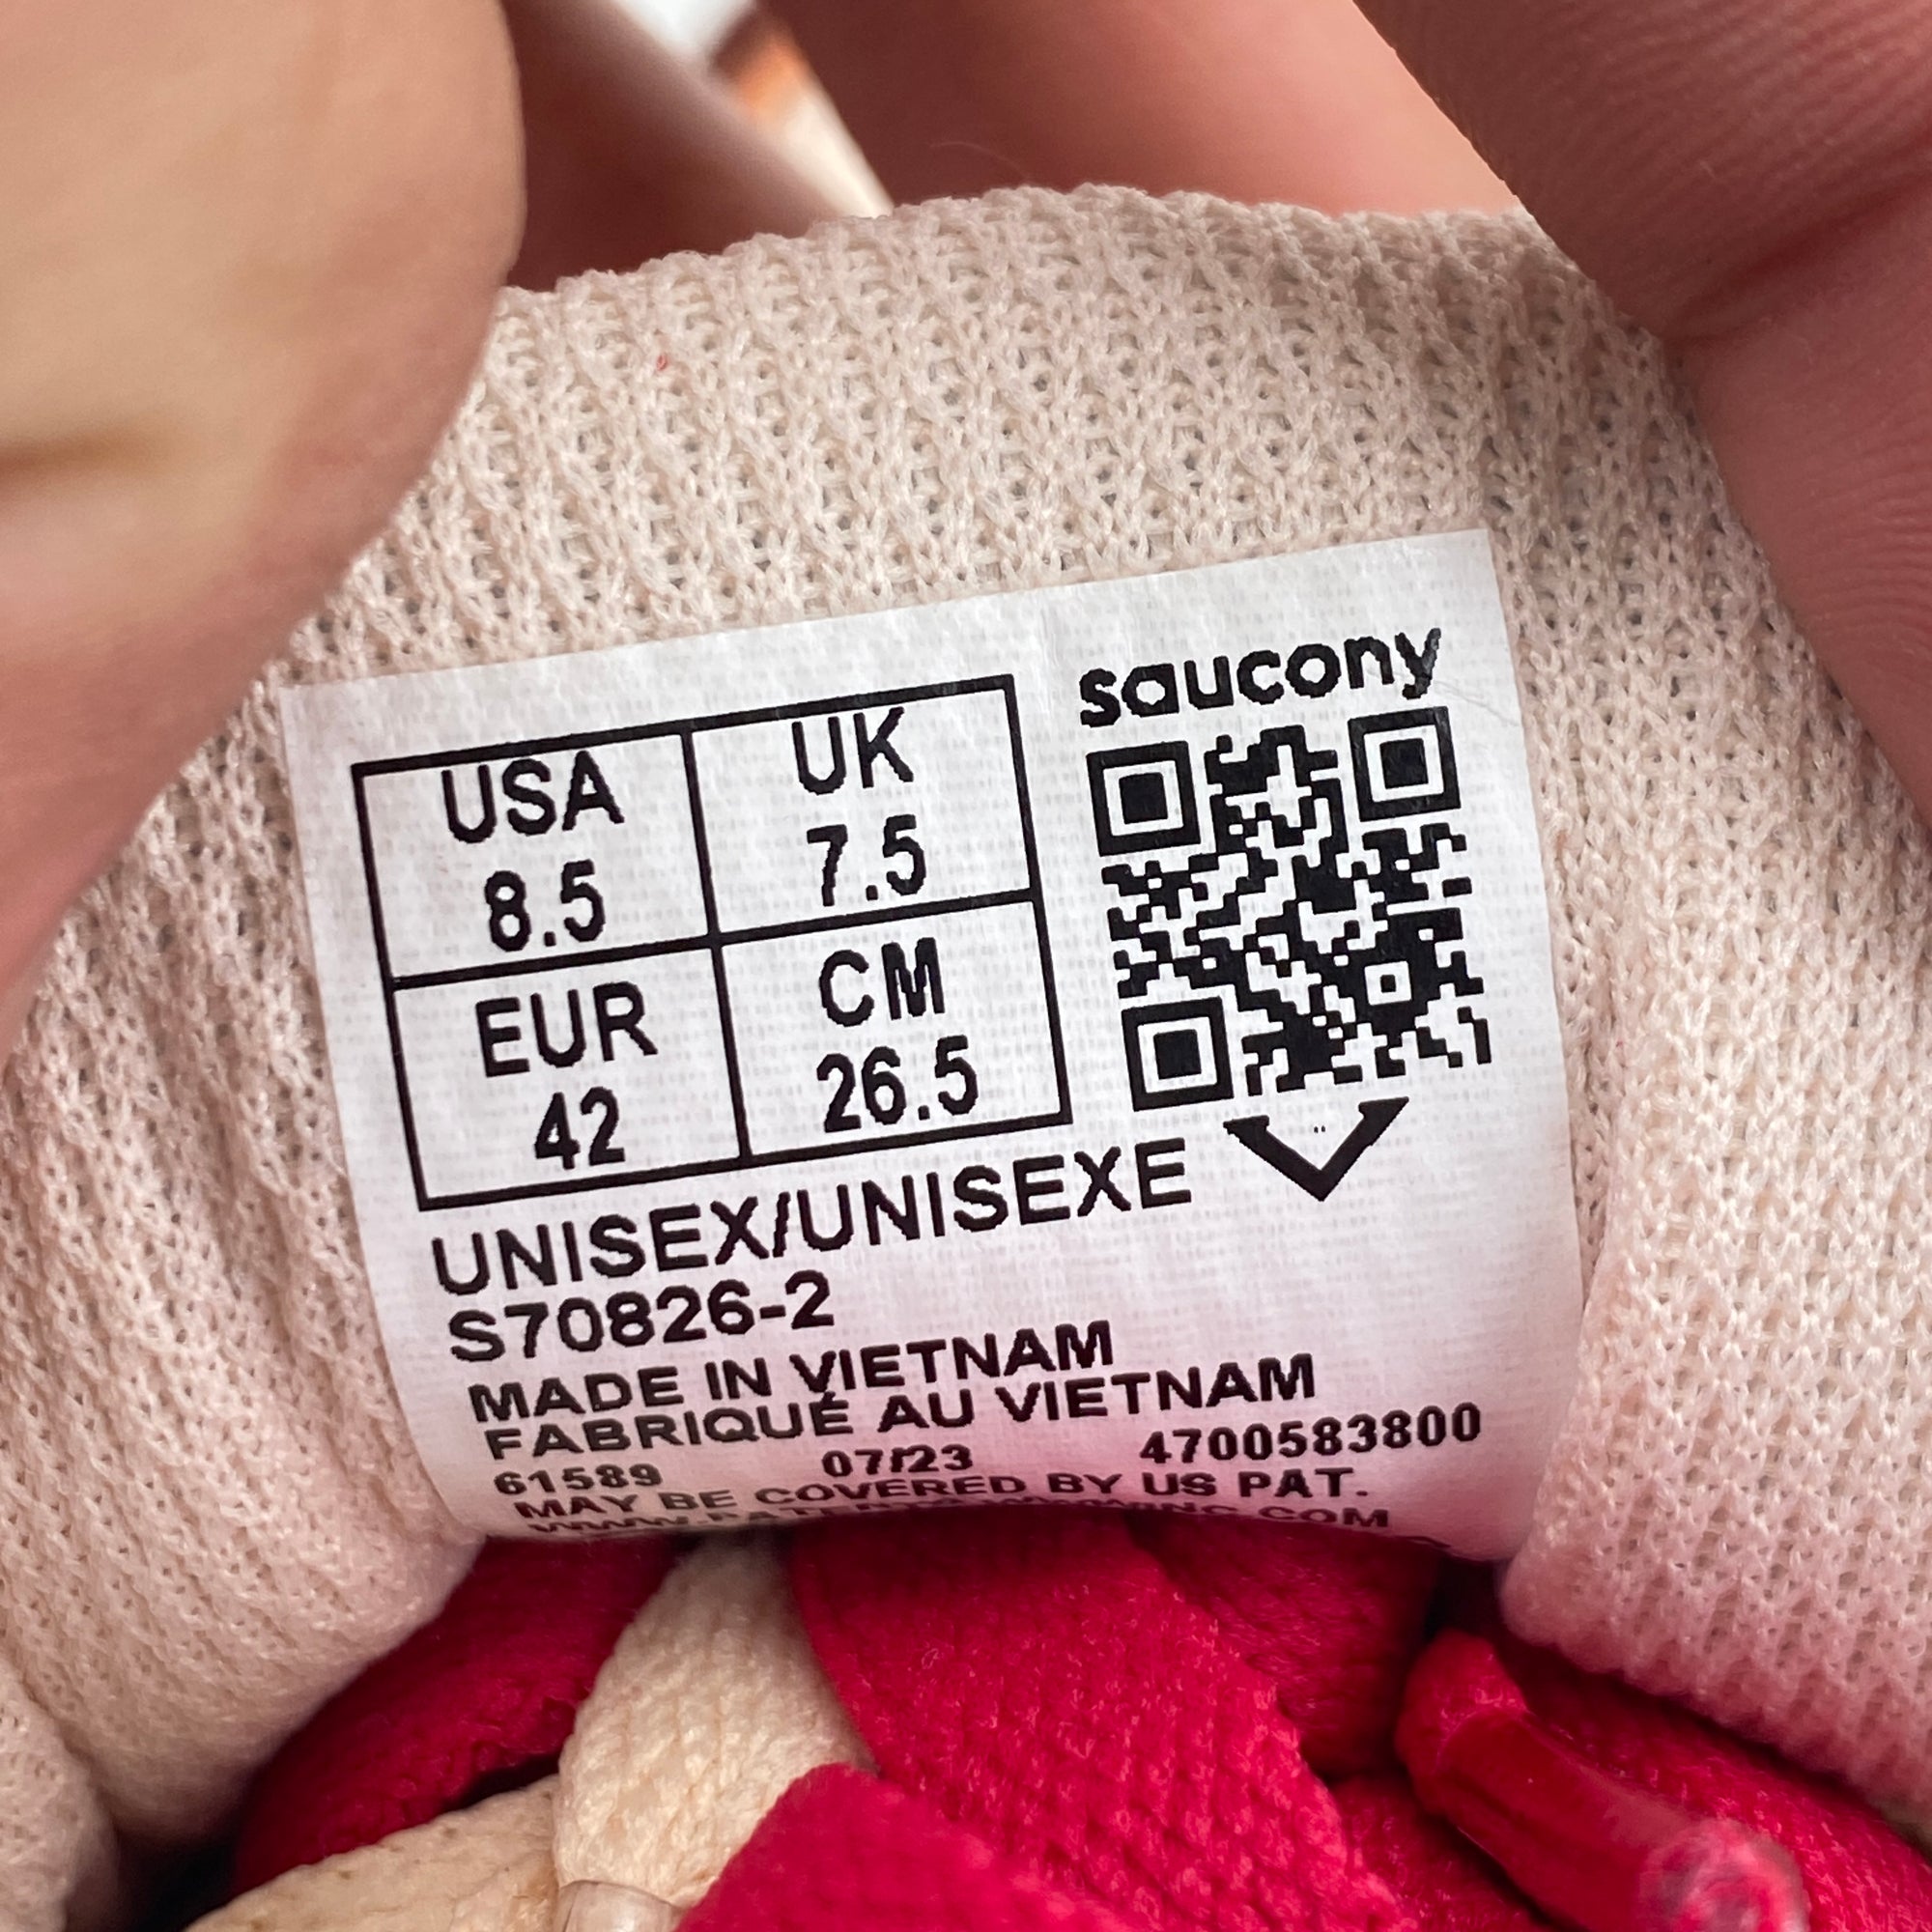 saucony
USA
8.5
UK
7.5
EUR
42
CM
26.5
UNISEX/UNISEXE
S70826-2
MADE IN VIETNAM
FABRIQUÉ AU VIETNAM
61589 07/23 4700583800
MAY BE COVERED BY US PAT.